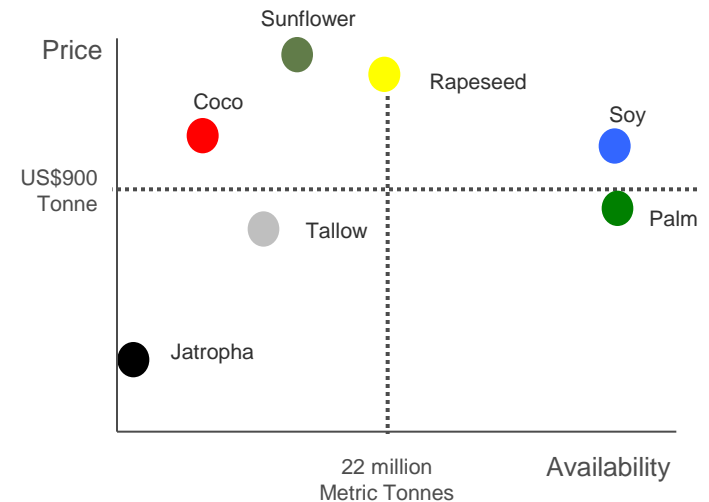 Sunflower
Price
Rapeseed
Coco
Soy
US$900
Tonne
Palm
Tallow
Jatropha
22 million
Metric Tonnes
Availability